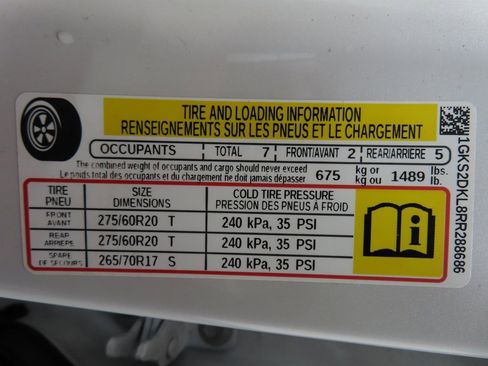 TIRE AND LOADING INFORMATION
RENSEIGNEMENTS SUR LES PNEUS ET LE CHARGEMENT
OCCUPANTS TOTAL 7 FRONT/AVANT 2 REAR/ARRIÈRE 5
The combined weight of occupants and cargo should never exceed 675 kg or 1489 lbs.
Le poids total des occupants et du chargement ne doit jamais dépasser kg ou lb.
TIRE SIZE COLD TIRE PRESSURE
PNEU DIMENSIONS PRESSION DES PNEUS À FROID
FRONT
AVANT 275/60R20 T 240 kPa, 35 PSI
REAR
ARRIÈRE 275/60R20 T 240 kPa, 35 PSI
SPARE
DE SECOURS 265/70R17 S 240 kPa, 35 PSI
1GKS2DKL8RR288686